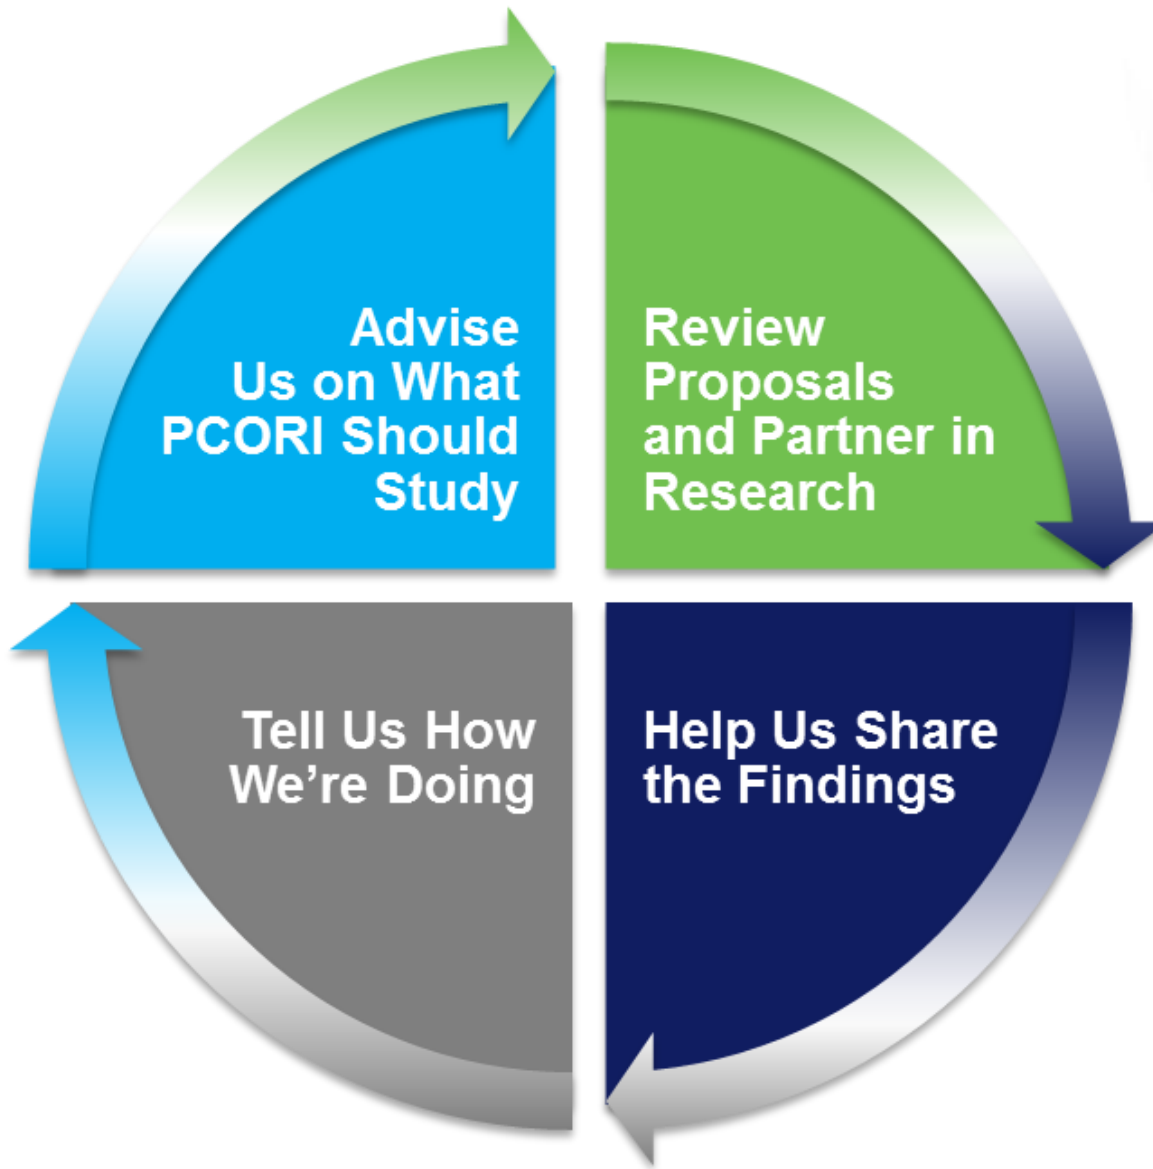 Advise
Us on What
PCORI Should
Study
Review
Proposals
and Partner in
Research
Tell Us How
We’re Doing
Help Us Share
the Findings